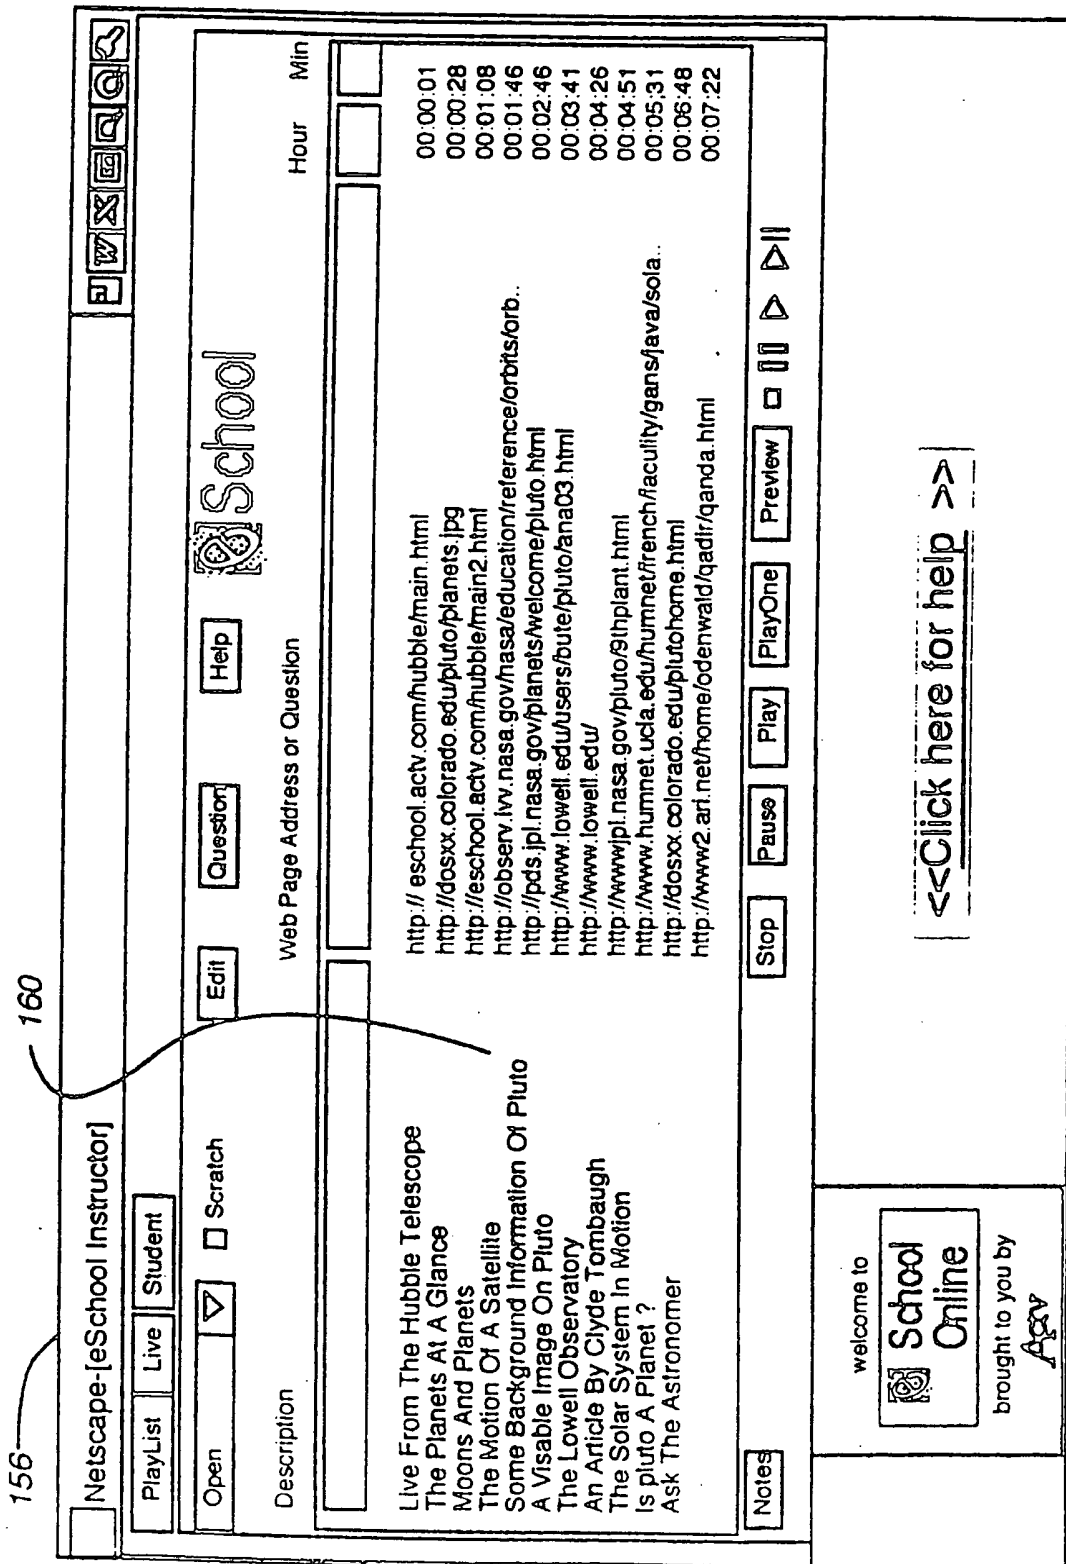 156
160
Netscape-[eSchool Instructor]
PlayList Live Student
Open Scratch Edit Question Help School
Description Web Page Address or Question Hour Min
Live From The Hubble Telescope http:// eschool.actv.com/hubble/main.html 00:00:01
The Planets At A Glance http://dosxx.colorado.edu/pluto/planets.jpg 00:00:28
Moons And Planets http://eschool.actv.com/hubble/main2.html 00:01:08
The Motion Of A Satellite http://observ.ivv.nasa.gov/nasa/education/reference/orbits/orb.. 00:01:46
Some Background Information Of Pluto http://pds.jpl.nasa.gov/planets/welcome/pluto.html 00:02:46
A Visable Image On Pluto http://www.lowell.edu/users/bute/pluto/ana03.html 00:03:41
The Lowell Observatory http://www.lowell.edu/ 00:04:26
An Article By Clyde Tombaugh http://wwwjpl.nasa.gov/pluto/9thplant.html 00:04:51
The Solar System In Motion http://www.humnet.ucla.edu/humnet/french/faculity/gans/java/sola.. 00:05:31
Is pluto A Planet ? http://dosxx.colorado.edu/plutohome.html 00:06:48
Ask The Astronomer http://www2.ari.net/home/odenwald/qadir/qanda.html 00:07:22
Notes Stop Pause Play PlayOne Preview
welcome to
School
Online
brought to you by
Actv
<<Click here for help >>